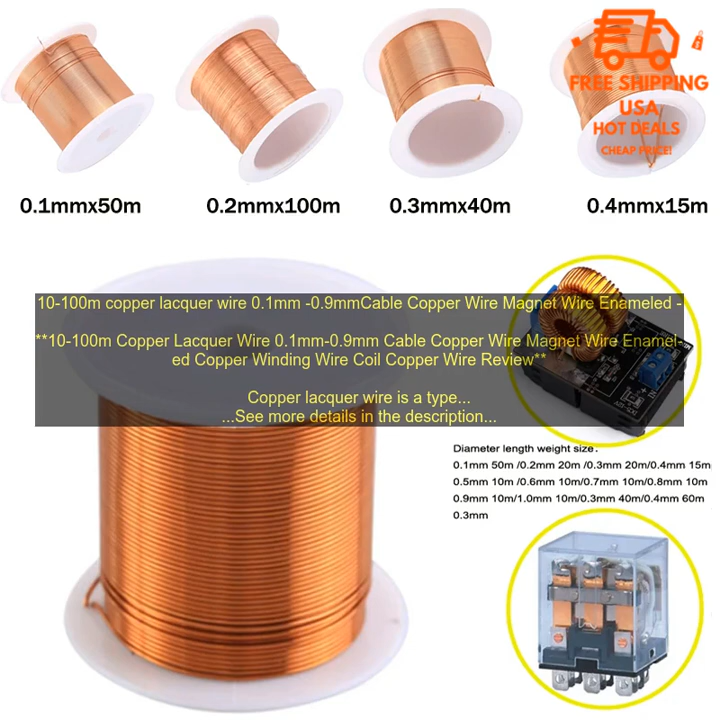 FREE SHIPPING
USA
HOT DEALS
CHEAP PRICE!
0.1mmx50m
0.2mmx100m
0.3mmx40m
0.4mmx15m
10-100m copper lacquer wire 0.1mm -0.9mmCable Copper Wire Magnet Wire Enameled -
**10-100m Copper Lacquer Wire 0.1mm-0.9mm Cable Copper Wire Magnet Wire Enamel-
ed Copper Winding Wire Coil Copper Wire Review**
Copper lacquer wire is a type...
...See more details in the description...
Diameter length weight size.
0.1mm 50m /0.2mm 20m /0.3mm 20m/0.4mm 15m
0.5mm 10m /0.6mm 10m/0.7mm 10m/0.8mm 10m
0.9mm 10m/1.0mm 10m/0.3mm 40m/0.4mm 60m
0.3mm